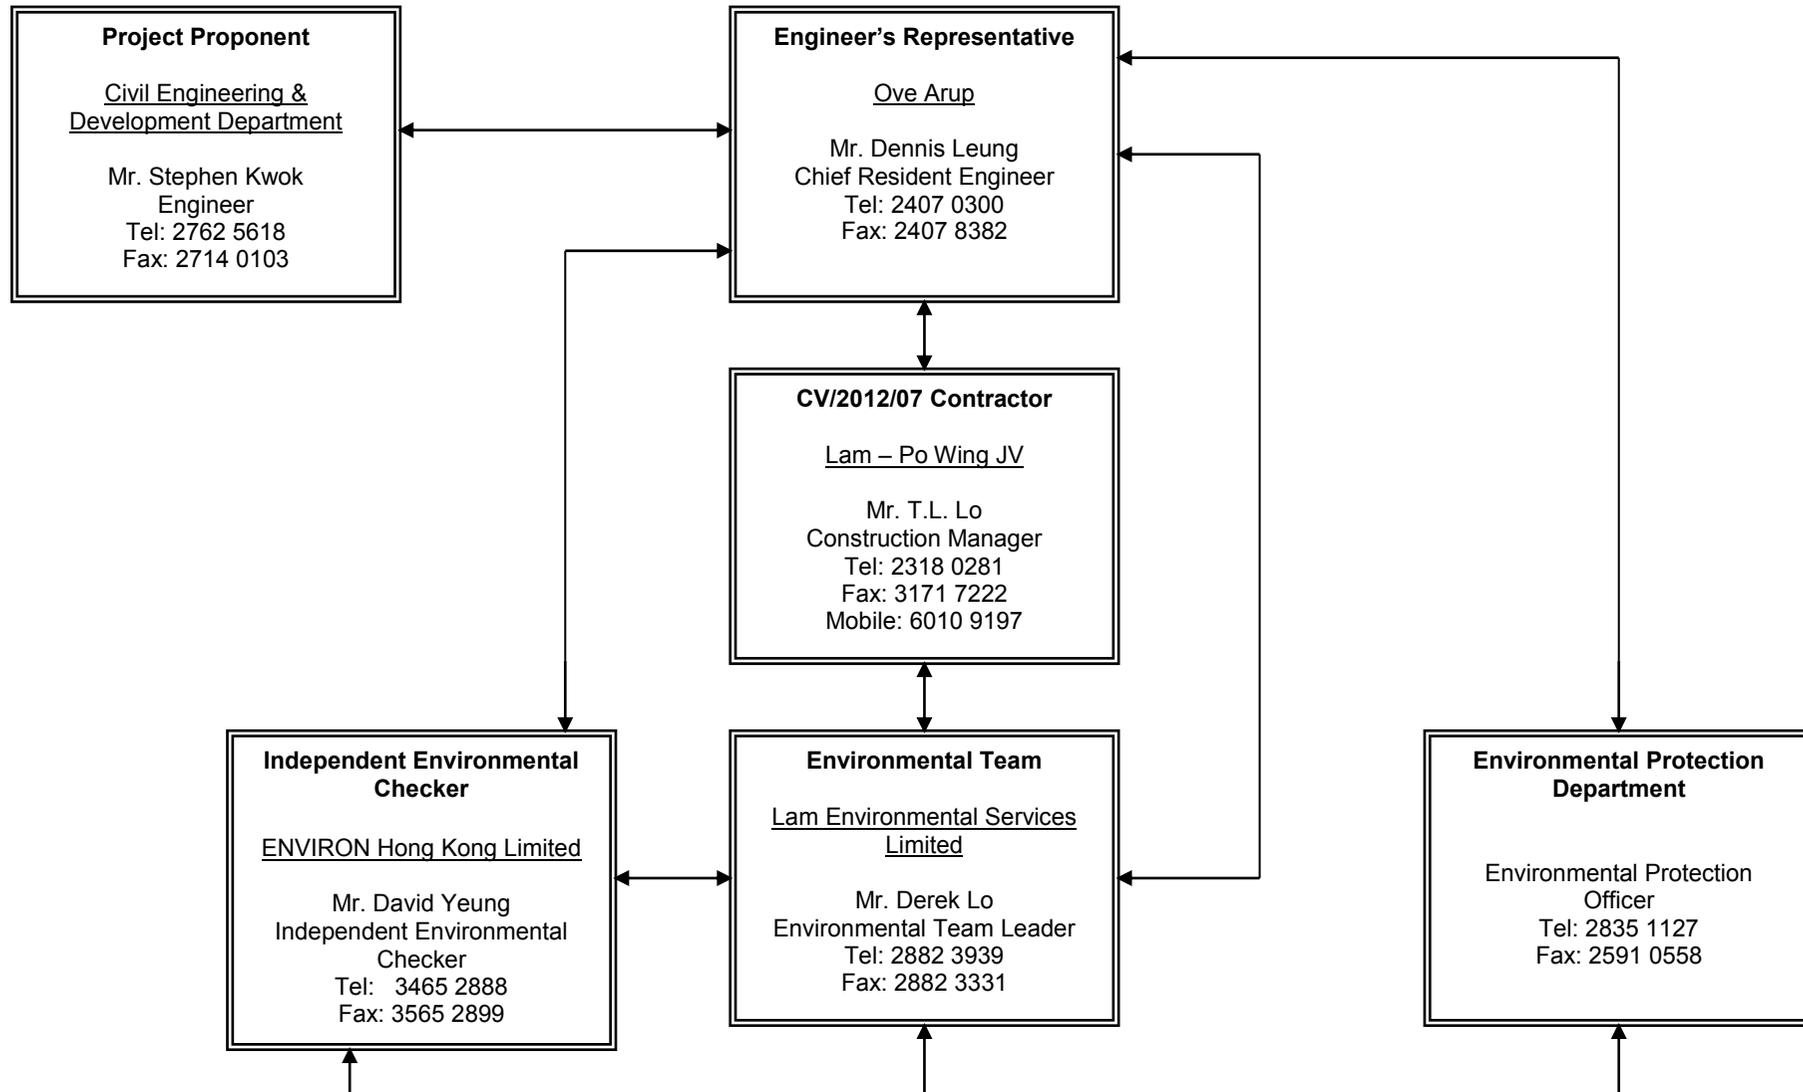 Project Proponent
Civil Engineering &
Development Department
Mr. Stephen Kwok
Engineer
Tel: 2762 5618
Fax: 2714 0103
Engineer's Representative
Ove Arup
Mr. Dennis Leung
Chief Resident Engineer
Tel: 2407 0300
Fax: 2407 8382
CV/2012/07 Contractor
Lam – Po Wing JV
Mr. T.L. Lo
Construction Manager
Tel: 2318 0281
Fax: 3171 7222
Mobile: 6010 9197
Independent Environmental
Checker
ENVIRON Hong Kong Limited
Mr. David Yeung
Independent Environmental
Checker
Tel: 3465 2888
Fax: 3565 2899
Environmental Team
Lam Environmental Services
Limited
Mr. Derek Lo
Environmental Team Leader
Tel: 2882 3939
Fax: 2882 3331
Environmental Protection
Department
Environmental Protection
Officer
Tel: 2835 1127
Fax: 2591 0558